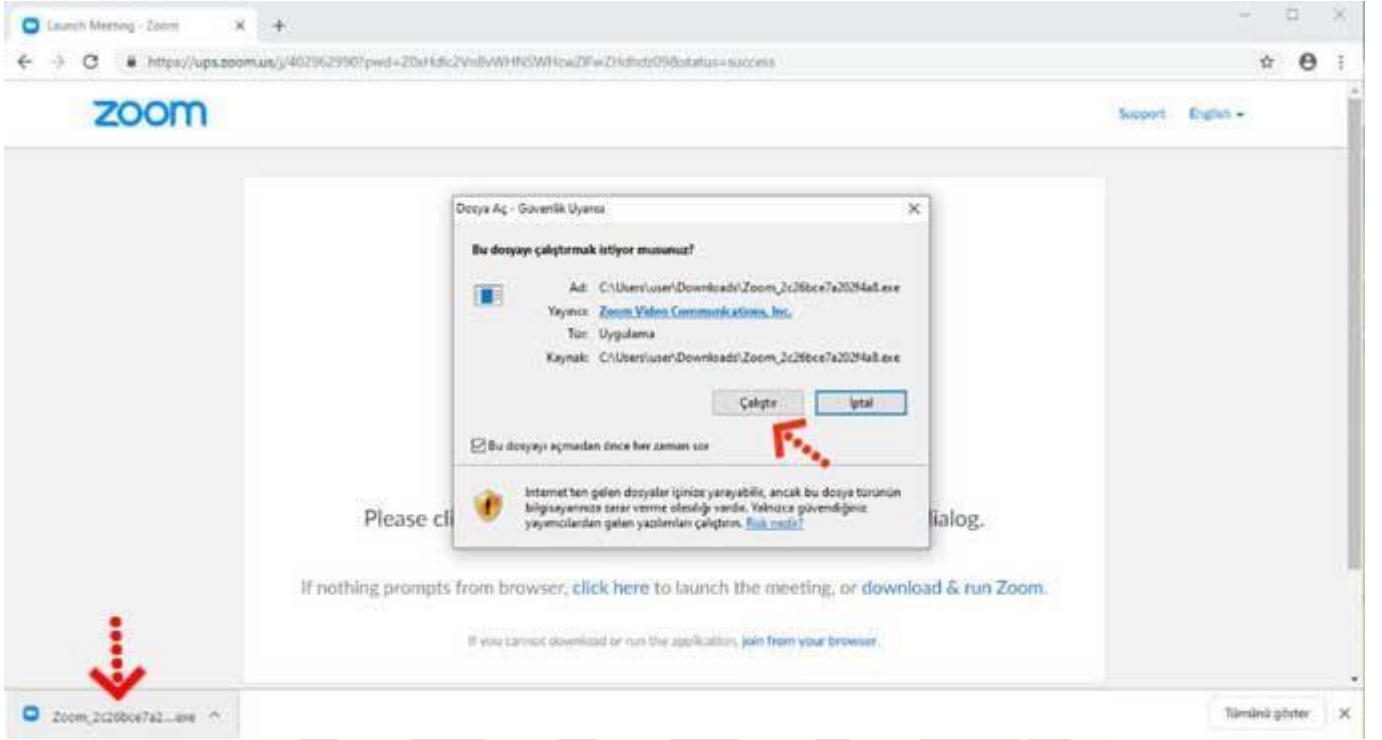 Launch Meeting - Zoom
zoom
Support English
Dosya Aç - Güvenlik Uyarısı
Bu dosyayı çalıştırmak istiyor musunuz?
Ad: C:\Users\user\Downloads\Zoom_2c26bce7a202f4a8.exe
Yayımcı: Zoom Video Communications, Inc.
Tür: Uygulama
Kaynak: C:\Users\user\Downloads\Zoom_2c26bce7a202f4a8.exe
Çalıştır İptal
Bu dosyayı açmadan önce her zaman sor
Internet'ten gelen dosyalar işinize yarayabilir, ancak bu dosya türünün
bilgisayarınıza zarar verme olasılığı vardır. Yalnızca güvendiğiniz
yayımcılardan gelen yazılımları çalıştırın. Risk nedir?
Please cli ialog.
If nothing prompts from browser, click here to launch the meeting, or download & run Zoom.
If you cannot download or run the application, join from your browser.
Zoom_2c26bce7a2....exe
Tümünü göster